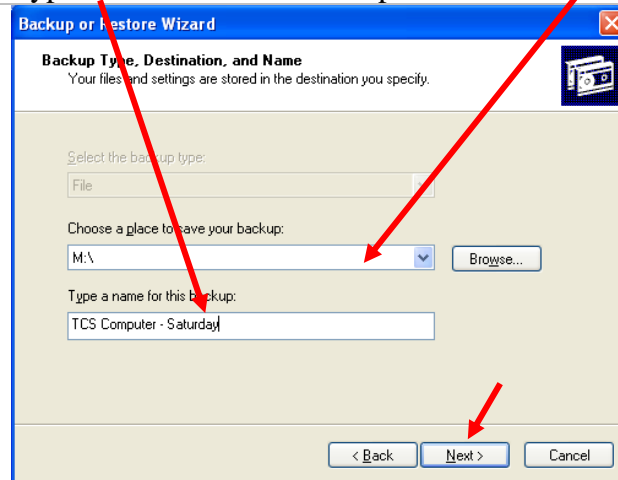 Backup or Restore Wizard
Backup Type, Destination, and Name
Your files and settings are stored in the destination you specify.
Select the backup type:
File
Choose a place to save your backup:
M:\
Browse...
Type a name for this backup:
TCS Computer - Saturday
< Back
Next >
Cancel